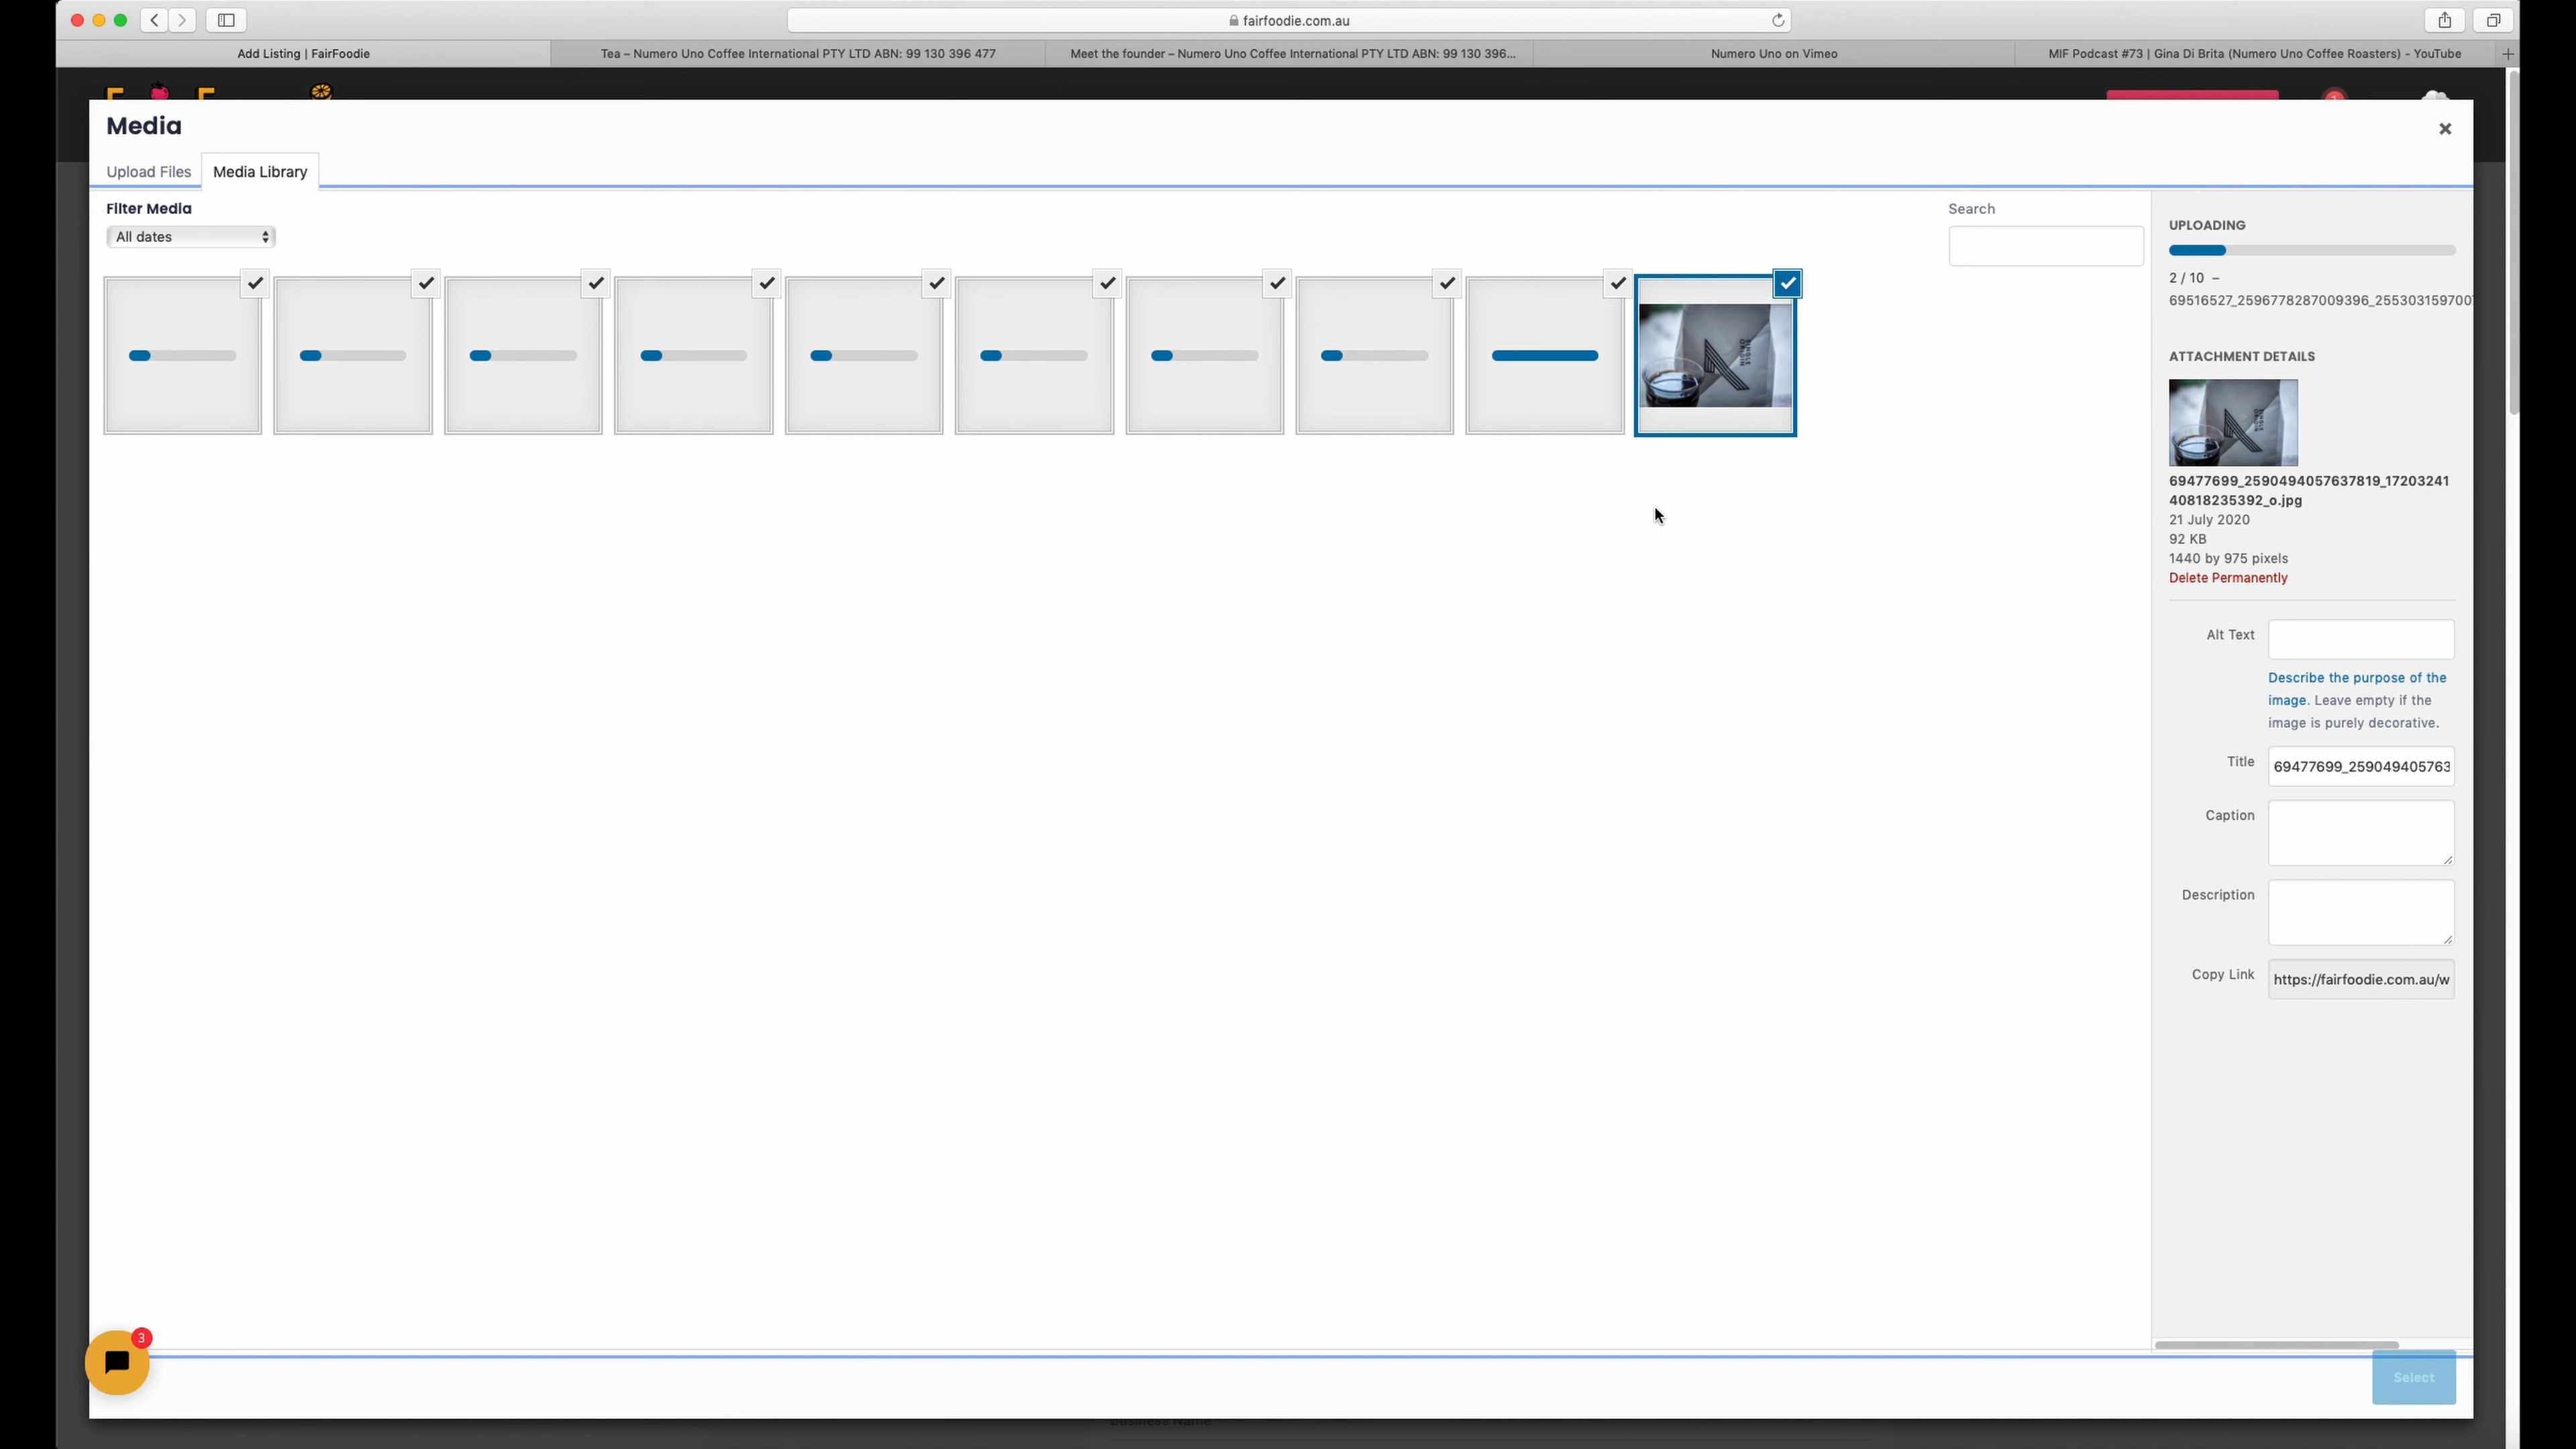 fairfoodie.com.au
Add Listing | FairFoodie
Tea – Numero Uno Coffee International PTY LTD ABN: 99 130 396 477
Meet the founder – Numero Uno Coffee International PTY LTD ABN: 99 130 396...
Numero Uno on Vimeo
MIF Podcast #73 | Gina Di Brita (Numero Uno Coffee Roasters) - YouTube
Media
Upload Files
Media Library
Filter Media
All dates
Search
SINGLE
ORIGIN
UPLOADING
2 / 10 –
69516527_2596778287009396_2553031597007
ATTACHMENT DETAILS
69477699_2590494057637819_17203241
40818235392_o.jpg
21 July 2020
92 KB
1440 by 975 pixels
Delete Permanently
Alt Text
Describe the purpose of the
image. Leave empty if the
image is purely decorative.
Title
69477699_259049405763
Caption
Description
Copy Link
https://fairfoodie.com.au/w
3
Select
Business Name